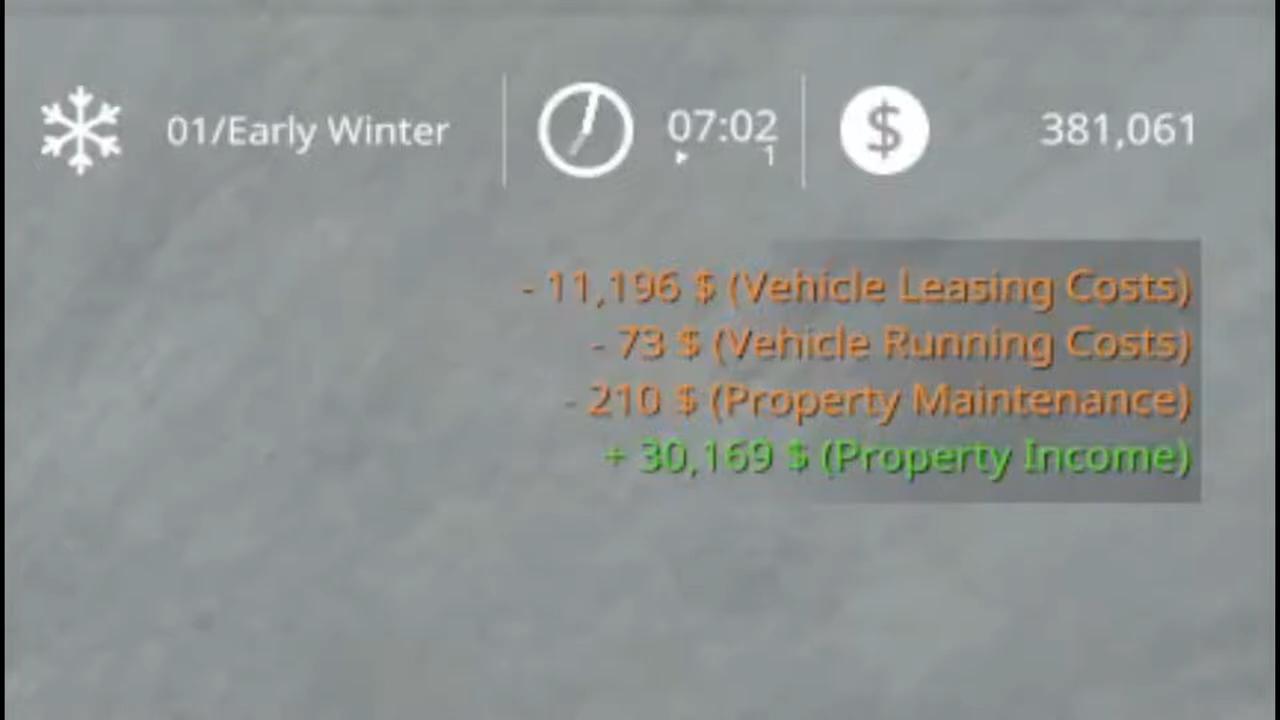 01/Early Winter
07:02
1
$
381,061
- 11,196 $ (Vehicle Leasing Costs)
- 73 $ (Vehicle Running Costs)
- 210 $ (Property Maintenance)
+ 30,169 $ (Property Income)